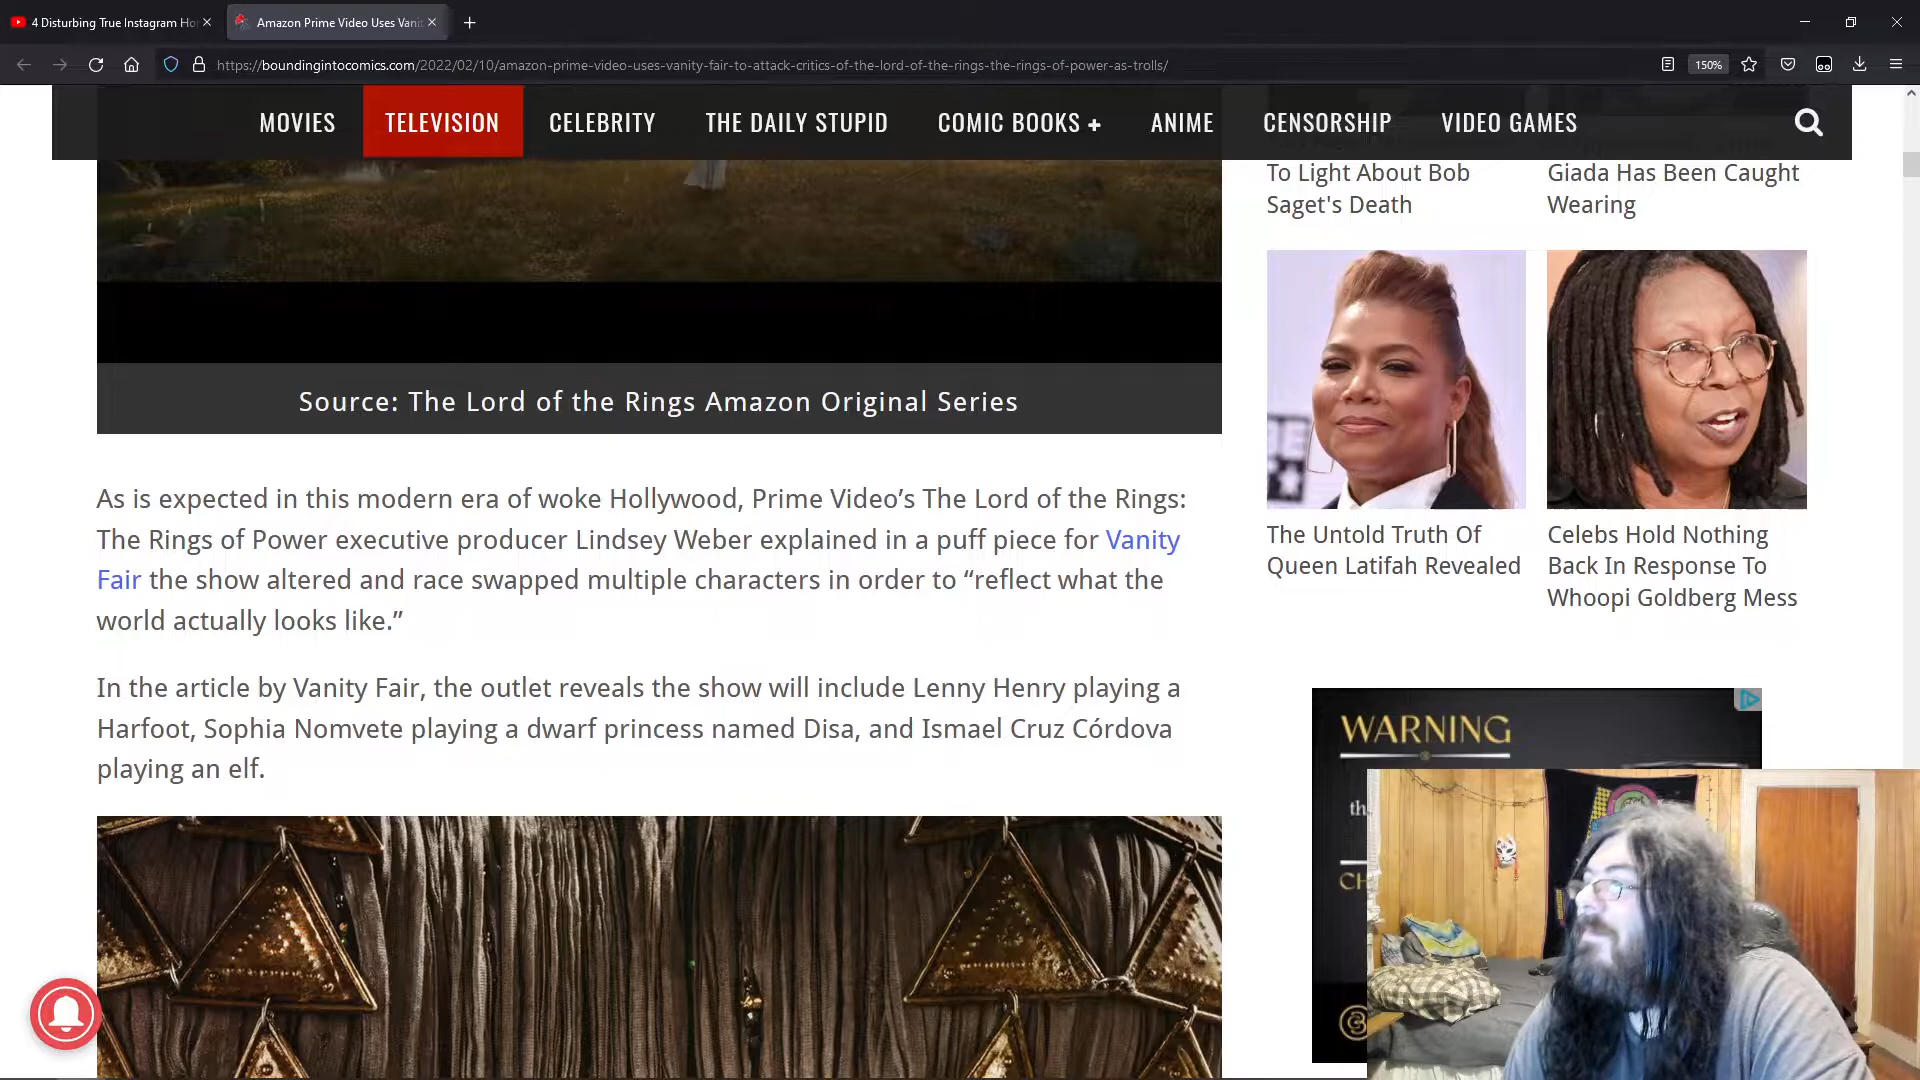 4 Disturbing True Instagram Ho
Amazon Prime Video Uses Vanit
https://boundingintocomics.com/2022/02/10/amazon-prime-video-uses-vanity-fair-to-attack-critics-of-the-lord-of-the-rings-the-rings-of-power-as-trolls/
150%
MOVIES TELEVISION CELEBRITY THE DAILY STUPID COMIC BOOKS + ANIME CENSORSHIP VIDEO GAMES
Source: The Lord of the Rings Amazon Original Series
As is expected in this modern era of woke Hollywood, Prime Video’s The Lord of the Rings:
The Rings of Power executive producer Lindsey Weber explained in a puff piece for Vanity
Fair the show altered and race swapped multiple characters in order to “reflect what the
world actually looks like.”
In the article by Vanity Fair, the outlet reveals the show will include Lenny Henry playing a
Harfoot, Sophia Nomvete playing a dwarf princess named Disa, and Ismael Cruz Córdova
playing an elf.
To Light About Bob
Saget's Death
Giada Has Been Caught
Wearing
The Untold Truth Of
Queen Latifah Revealed
Celebs Hold Nothing
Back In Response To
Whoopi Goldberg Mess
WARNING
th
CH